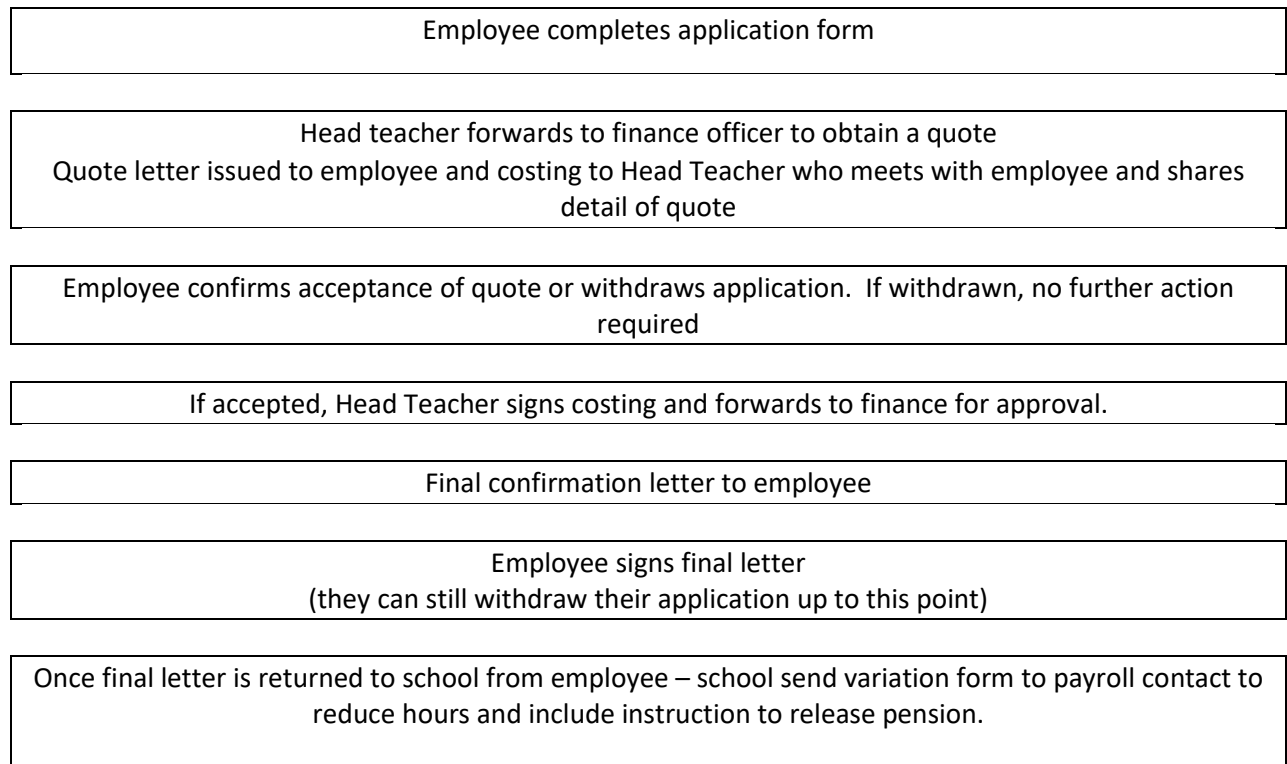 Employee completes application form
Head teacher forwards to finance officer to obtain a quote
Quote letter issued to employee and costing to Head Teacher who meets with employee and shares
detail of quote
Employee confirms acceptance of quote or withdraws application.  If withdrawn, no further action
required
If accepted, Head Teacher signs costing and forwards to finance for approval.
Final confirmation letter to employee
Employee signs final letter
(they can still withdraw their application up to this point)
Once final letter is returned to school from employee – school send variation form to payroll contact to
reduce hours and include instruction to release pension.